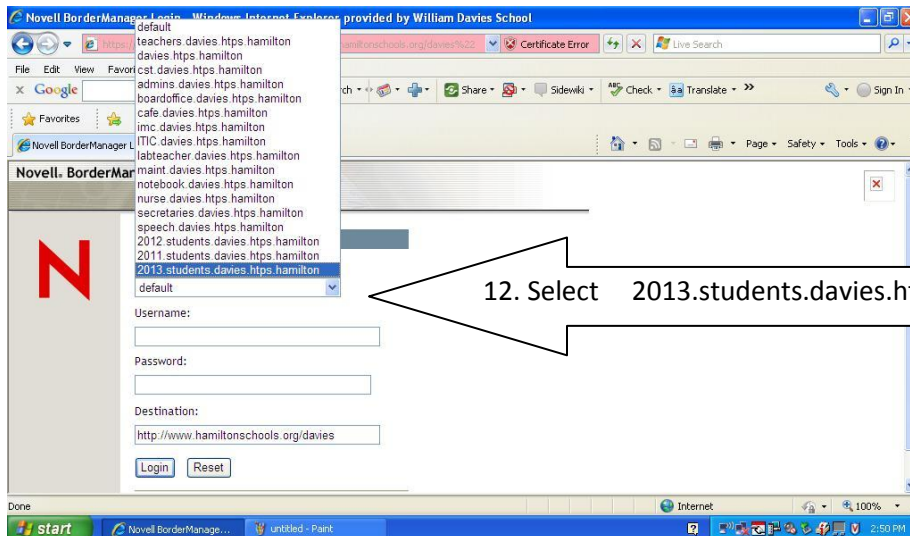 Novell BorderManager Login - Windows Internet Explorer provided by William Davies School
hamiltonschools.org/davies%22
Certificate Error
Live Search
File Edit View
Google
Share
Sidewiki
Check
Translate
Sign In
Favorites
Novell BorderManager L
Page Safety Tools
Novell. BorderMan
default
teachers.davies.htps.hamilton
davies.htps.hamilton
cst.davies.htps.hamilton
admins.davies.htps.hamilton
boardoffice.davies.htps.hamilton
cafe.davies.htps.hamilton
imc.davies.htps.hamilton
ITIC.davies.htps.hamilton
labteacher.davies.htps.hamilton
maint.davies.htps.hamilton
notebook.davies.htps.hamilton
nurse.davies.htps.hamilton
secretaries.davies.htps.hamilton
speech.davies.htps.hamilton
2012.students.davies.htps.hamilton
2011.students.davies.htps.hamilton
2013.students.davies.htps.hamilton
default
N
12. Select 2013.students.davies.ht
Username:
Password:
Destination:
http://www.hamiltonschools.org/davies
Login Reset
Done
Internet
100%
start
Novell BorderManage...
untitled - Paint
2:50 PM